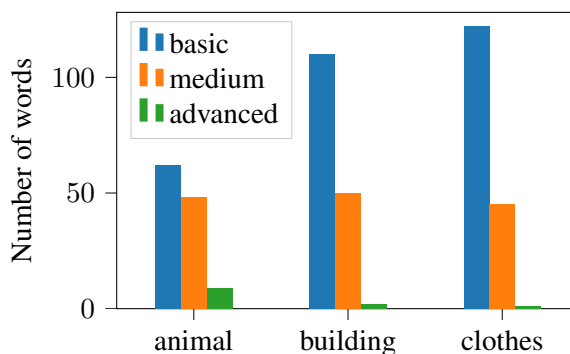 basic
medium
advanced
100
50
0
Number of words
animal building clothes